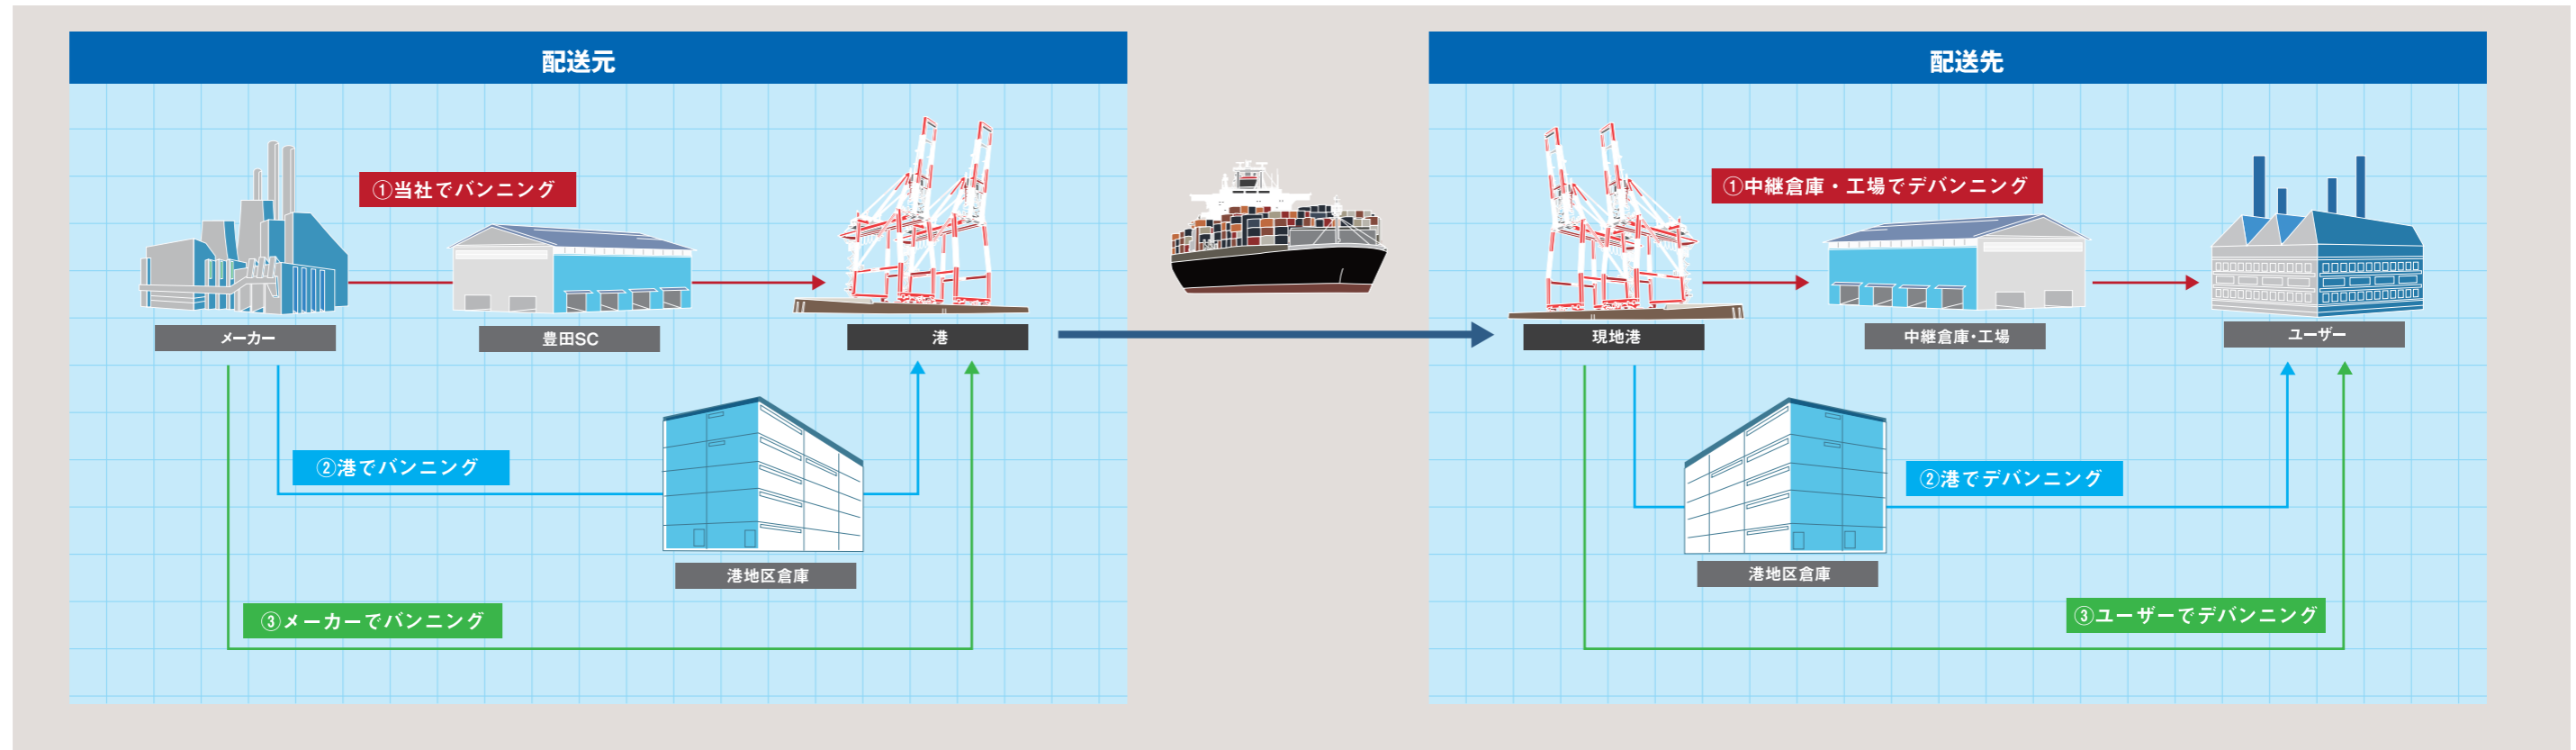 配送元
①当社でバンニング
メーカー
豊田SC
港
②港でバンニング
港地区倉庫
③メーカーでバンニング
配送先
①中継倉庫・工場でデバンニング
現地港
中継倉庫・工場
ユーザー
②港でデバンニング
港地区倉庫
③ユーザーでデバンニング